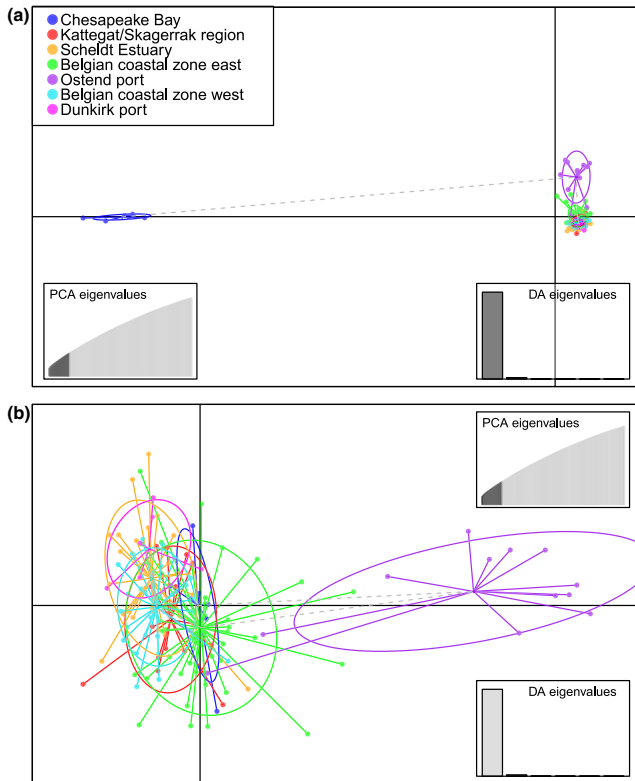 (a)
Chesapeake Bay
Kattegat/Skagerrak region
Scheldt Estuary
Belgian coastal zone east
Ostend port
Belgian coastal zone west
Dunkirk port
PCA eigenvalues
DA eigenvalues
(b)
PCA eigenvalues
DA eigenvalues